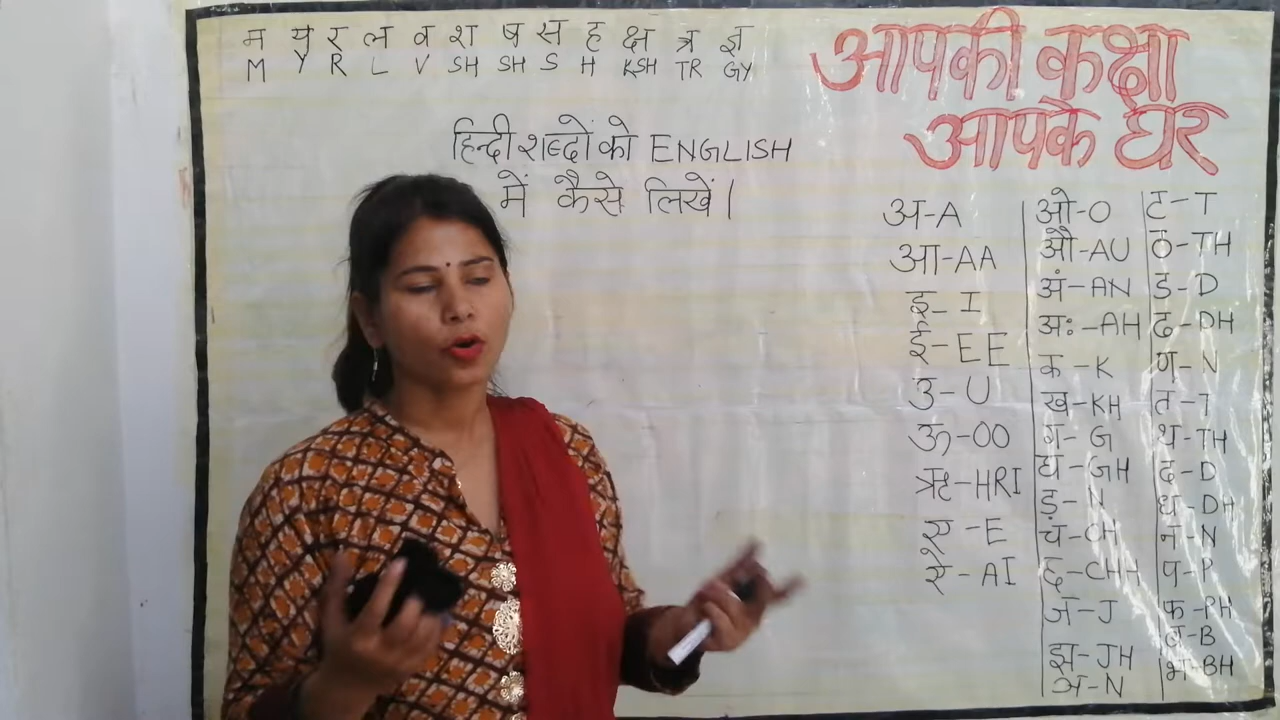 म य र ल व श ष स ह क्ष त्र ज्ञ
M Y R L V SH SH S H KSH TR GY
आपकी कक्षा
आपके घर
हिन्दी शब्दों को ENGLISH
में कैसे लिखें।
अ-A
आ-AA
इ-I
ई-EE
उ-U
ऊ-OO
ऋ-HRI
ए-E
ऐ-AI
ओ-O
औ-AU
अं-AN
अः-AH
क-K
ख-KH
ग-G
घ-GH
ड़-N
चं-CH
छ-CHH
ज-J
झ-JH
ञ-N
ट-T
ठ-TH
ड-D
ढ-DH
ण-N
त-T
थ-TH
द-D
ध-DH
न-N
प-P
फ-PH
ब-B
भ-BH